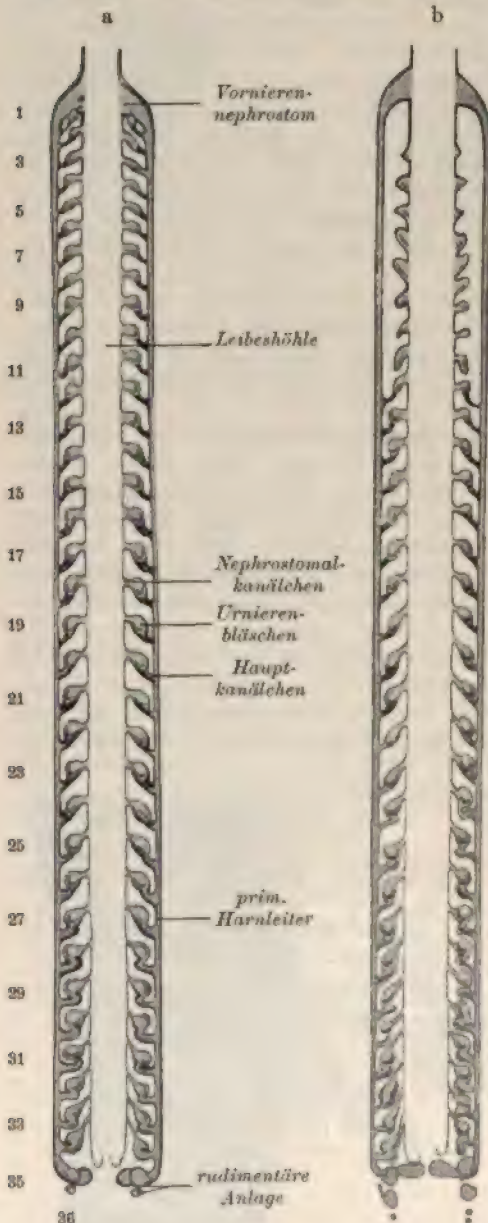 a b
Vornieren-
nephrostom
1
3
5
7
9
Leibeshöhle
11
13
15
17
Nephrostomal-
kanälchen
19
Urnieren-
bläschen
Haupt-
kanälchen
21
23
25
prim.
Harnleiter
27
29
31
33
35
rudimentäre
Anlage
36